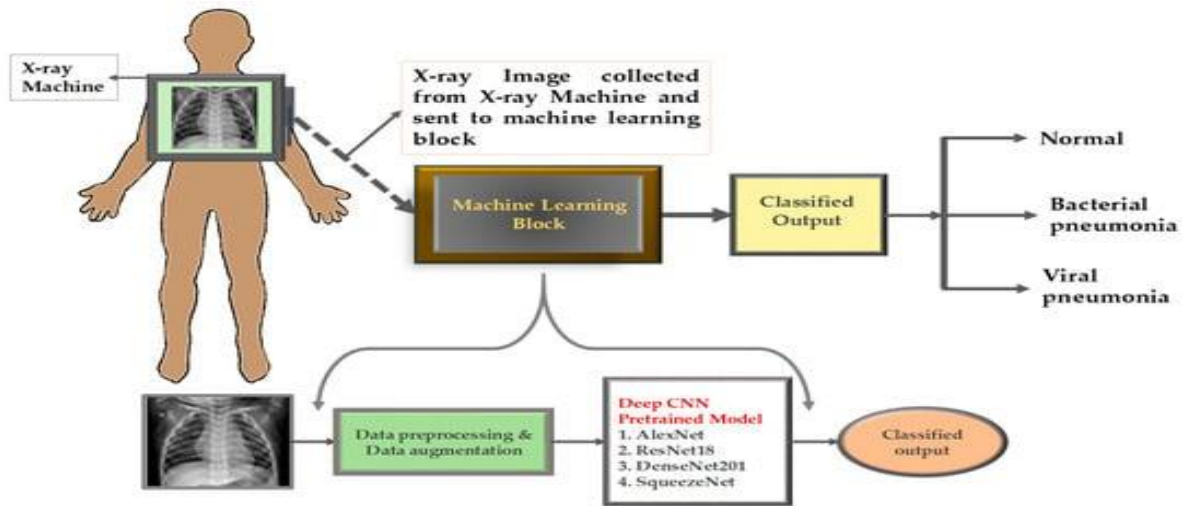 X-ray
Machine
X-ray Image collected
from X-ray Machine and
sent to machine learning
block
Machine Learning
Block
Classified
Output
Normal
Bacterial
pneumonia
Viral
pneumonia
Data preprocessing &
Data augmentation
Deep CNN
Pretrained Model
1. AlexNet
2. ResNet18
3. DenseNet201
4. SqueezeNet
Classified
output